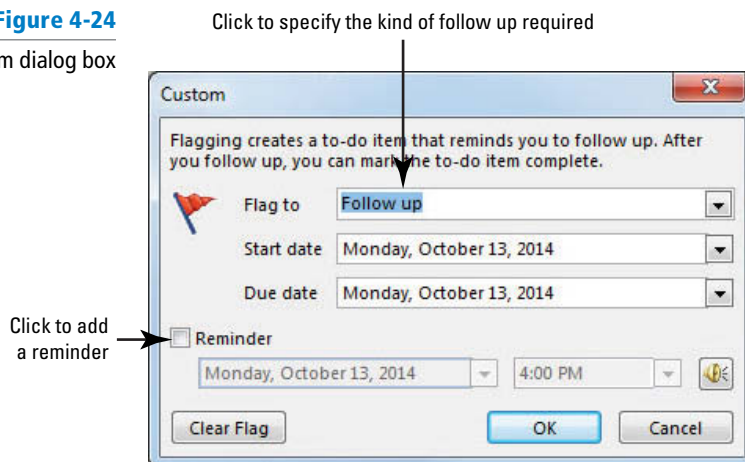 Figure 4-24
m dialog box
Click to specify the kind of follow up required
Custom
Flagging creates a to-do item that reminds you to follow up. After
you follow up, you can mark the to-do item complete.
Flag to
Follow up
Start date
Monday, October 13, 2014
Due date
Monday, October 13, 2014
Click to add
a reminder
Reminder
Monday, October 13, 2014
4:00 PM
Clear Flag
OK
Cancel